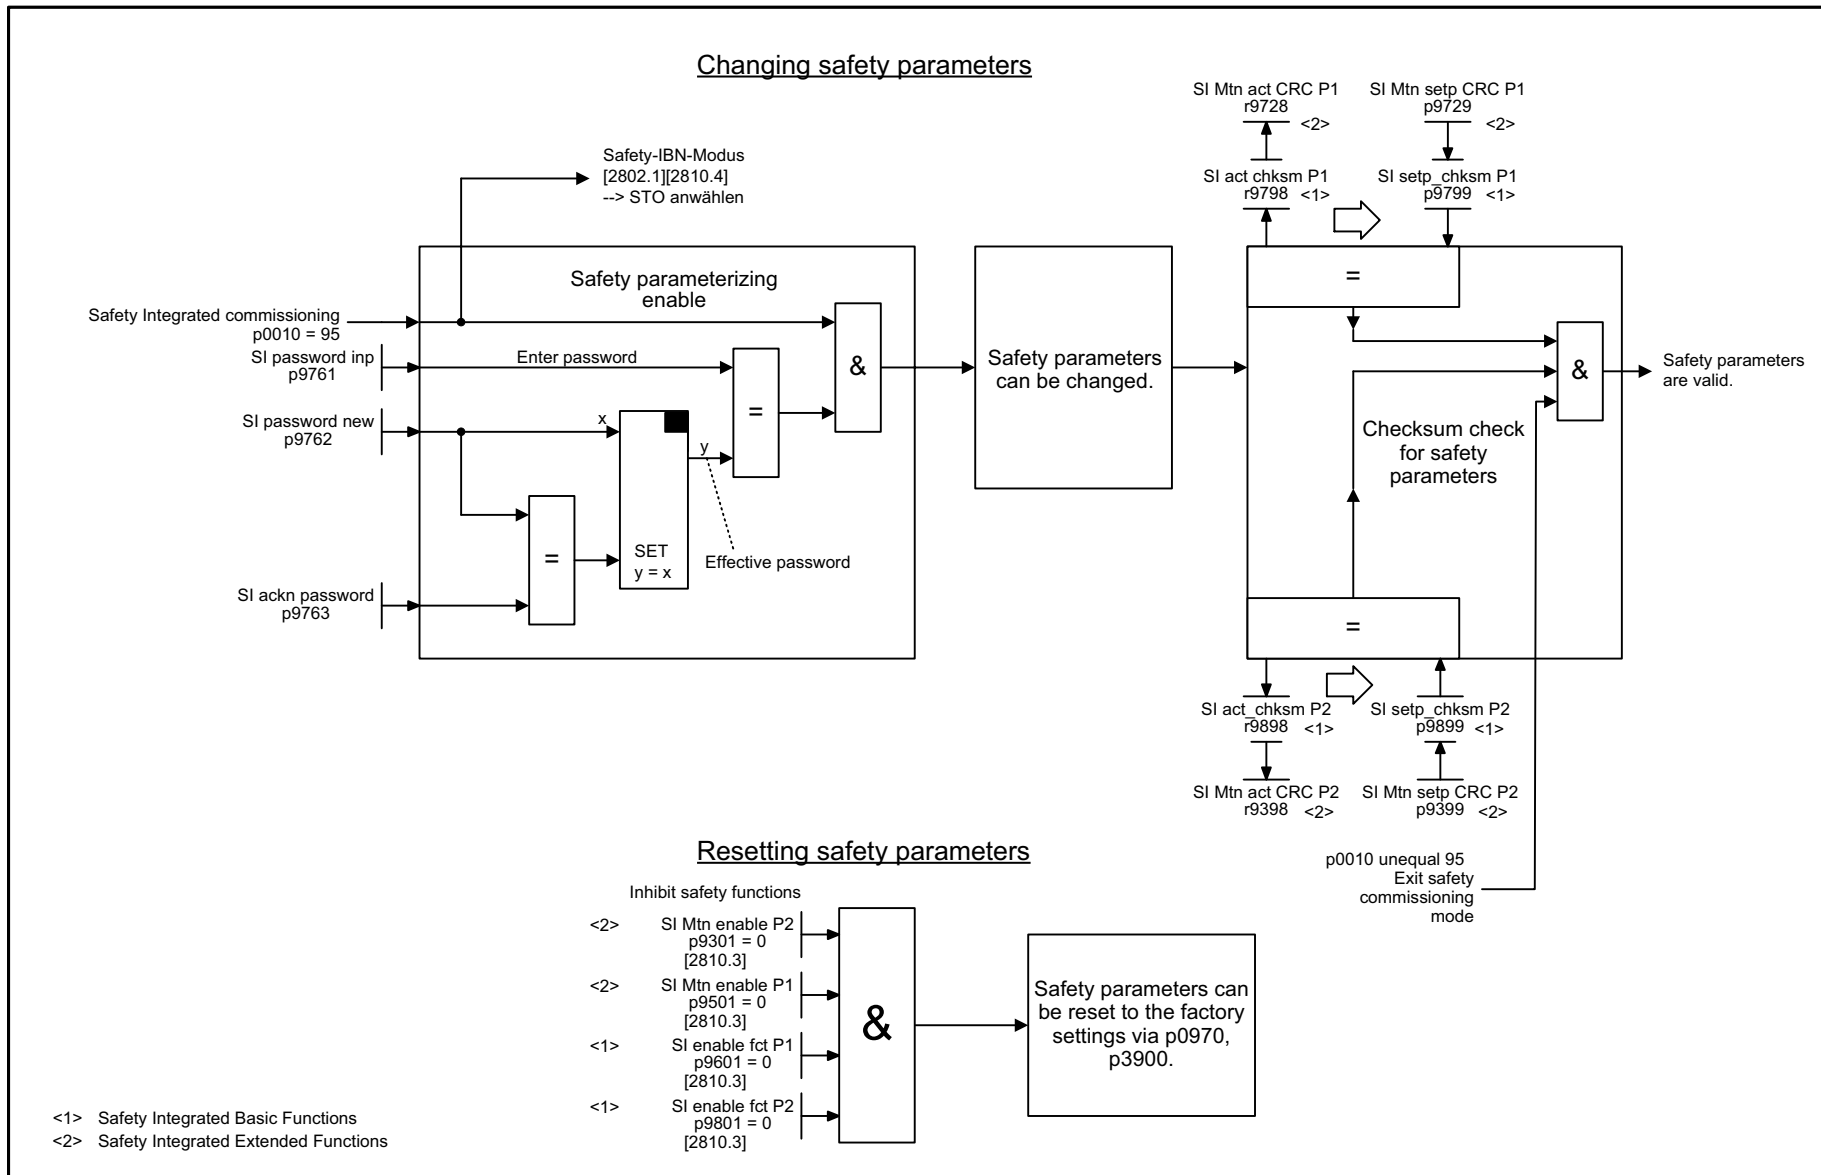 Changing safety parameters
SI Mtn act CRC P1
r9728
<2>
SI Mtn setp CRC P1
p9729
<2>
Safety-IBN-Modus
[2802.1][2810.4]
--> STO anwählen
SI act chksm P1
r9798
<1>
SI setp_chksm P1
p9799
<1>
Safety parameterizing
enable
=
Safety Integrated commissioning
p0010 = 95
SI password inp
p9761
Enter password
&
Safety parameters
can be changed.
&
Safety parameters
are valid.
SI password new
p9762
x
=
y
Checksum check
for safety
parameters
=
SET
y = x
Effective password
SI ackn password
p9763
=
SI act_chksm P2
r9898
<1>
SI setp_chksm P2
p9899
<1>
SI Mtn act CRC P2
r9398
<2>
SI Mtn setp CRC P2
p9399
<2>
p0010 unequal 95
Exit safety
commissioning
mode
Resetting safety parameters
Inhibit safety functions
<2>
SI Mtn enable P2
p9301 = 0
[2810.3]
<2>
SI Mtn enable P1
p9501 = 0
[2810.3]
<1>
SI enable fct P1
p9601 = 0
[2810.3]
<1>
SI enable fct P2
p9801 = 0
[2810.3]
&
Safety parameters can
be reset to the factory
settings via p0970,
p3900.
<1> Safety Integrated Basic Functions
<2> Safety Integrated Extended Functions